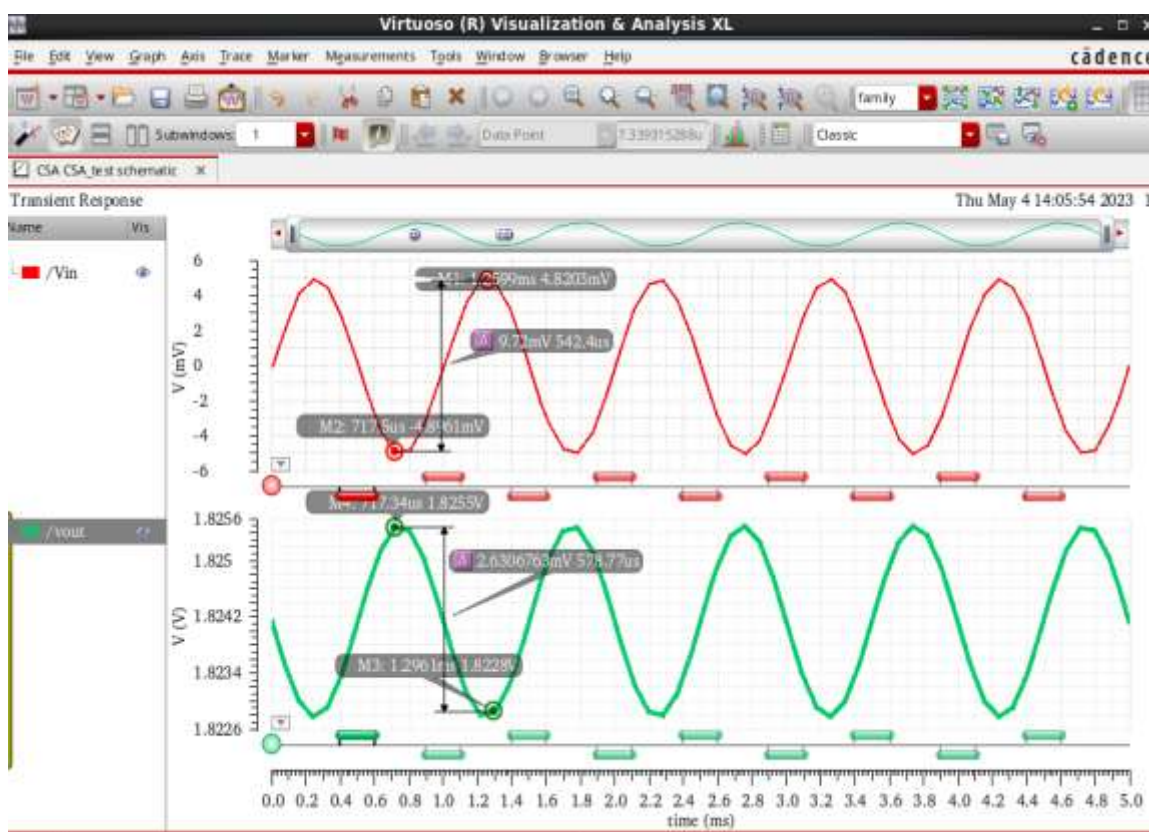 Virtuoso (R) Visualization & Analysis XL
File Edit View Graph Axis Trace Marker Measurements Tools Window Browser Help
cādence
family
Subwindows: 1
Data Point
7.339315288u
Classic
CSA CSA_test schematic
Transient Response
Thu May 4 14:05:54 2023 1
Name Vis
/Vin
6
4
2
0
-2
-4
-6
V (mV)
4.8203mV
9.72mV 542.4us
M2: 717.5us -4.8961mV
M4: 717.34us 1.8255V
/vout
1.8256
1.825
1.8242
1.8234
1.8226
V (V)
2.6306763mV 578.77us
M3: 1.2961ms 1.8228V
0.0 0.2 0.4 0.6 0.8 1.0 1.2 1.4 1.6 1.8 2.0 2.2 2.4 2.6 2.8 3.0 3.2 3.4 3.6 3.8 4.0 4.2 4.4 4.6 4.8 5.0
time (ms)